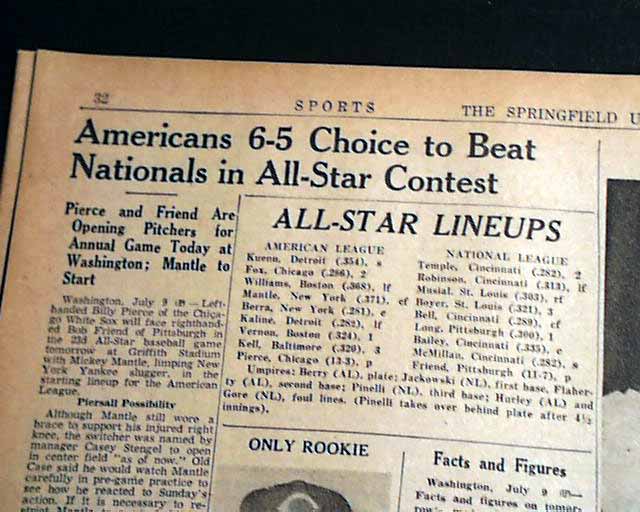 32
SPORTS
THE SPRINGFIELD U
Americans 6-5 Choice to Beat
Nationals in All-Star Contest
Pierce and Friend Are
Opening Pitchers for
Annual Game Today at
Washington; Mantle to
Start
Washington, July 9 (AP)—Left-
handed Billy Pierce of the Chica-
go White Sox will face righthand-
ed Bob Friend of Pittsburgh in
the 23d All-Star baseball game
tomorrow at Griffith Stadium
with Mickey Mantle, limping New
York Yankee slugger, in the
starting lineup for the American
League.
Piersall Possibility
Although Mantle still wore a
brace to support his injured right
knee, the switcher was named by
manager Casey Stengel to open
in center field "as of now." Old
Case said he would watch Mantle
carefully in pre-game practice to
see how he reacted to Sunday's
action. If it is necessary to re-
strict Mantle to
ALL-STAR LINEUPS
AMERICAN LEAGUE
Kuenn, Detroit (.354), s
Fox, Chicago (.286), 2
Williams, Boston (.368), lf
Mantle, New York (.371), cf
Berra, New York (.281), c
Kaline, Detroit (.282), lf
Vernon, Boston (.324), 1
Kell, Baltimore (.320), 3
Pierce, Chicago (13-3), p
NATIONAL LEAGUE
Temple, Cincinnati (.282), 2
Robinson, Cincinnati (.313), lf
Musial, St. Louis (.303), rf
Boyer, St. Louis (.321), 3
Bell, Cincinnati (.289), cf
Long, Pittsburgh (.300), 1
Bailey, Cincinnati (.335), c
McMillan, Cincinnati (.282), s
Friend, Pittsburgh (11-7), p
Umpires: Berry (AL), plate; Jackowski (NL), first base, Flaher-
ty (AL), second base; Pinelli (NL), third base; Hurley (AL) and
Gore (NL), foul lines. (Pinelli takes over behind plate after 4½
innings).
ONLY ROOKIE
Facts and Figures
Washington, July 9 (AP)—
Facts and figures on tomor-
row's